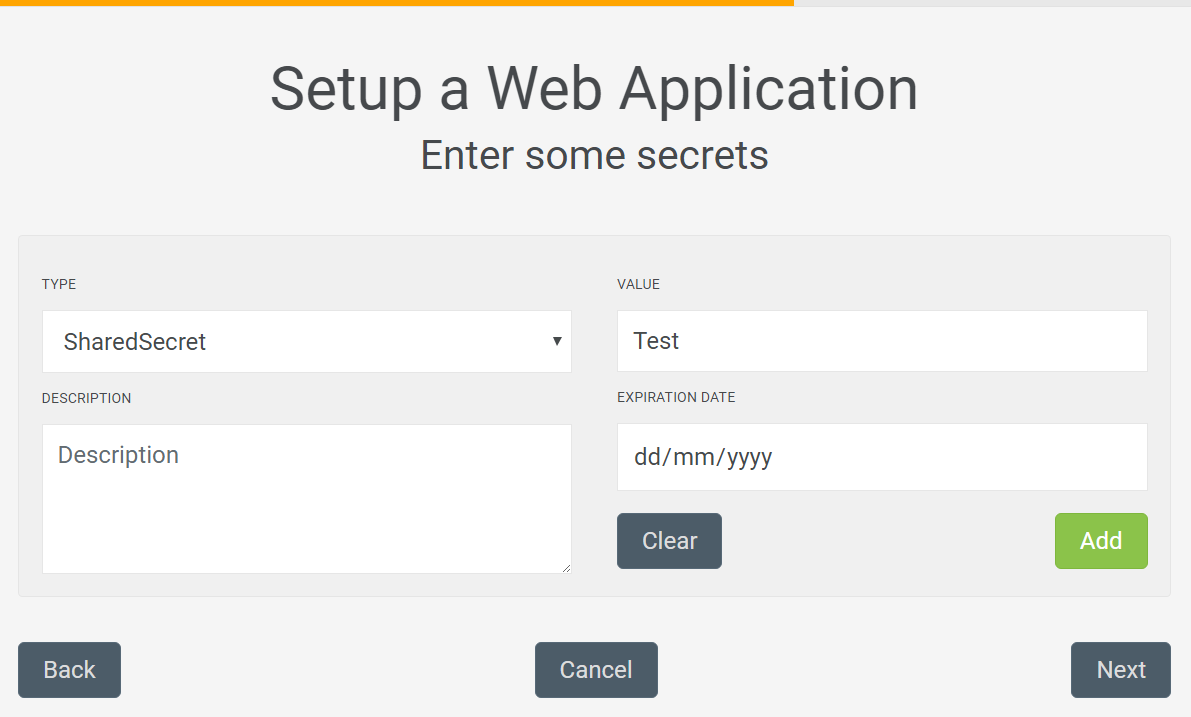 Setup a Web Application
Enter some secrets
TYPE
SharedSecret
VALUE
Test
DESCRIPTION
Description
EXPIRATION DATE
dd/mm/yyyy
Clear
Add
Back
Cancel
Next